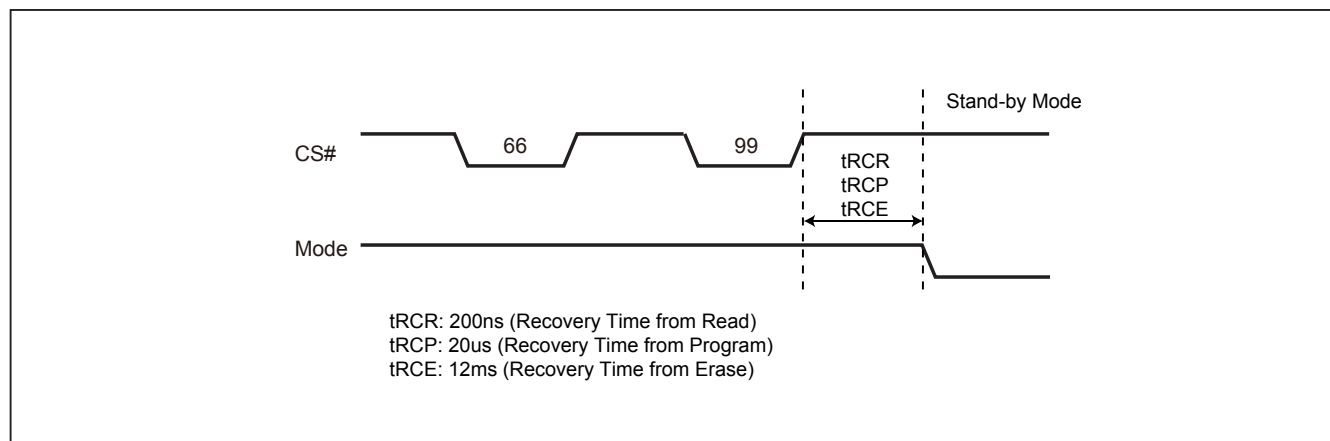 Stand-by Mode
CS#
66
99
tRCR
tRCP
tRCE
Mode
tRCR: 200ns (Recovery Time from Read)
tRCP: 20us (Recovery Time from Program)
tRCE: 12ms (Recovery Time from Erase)